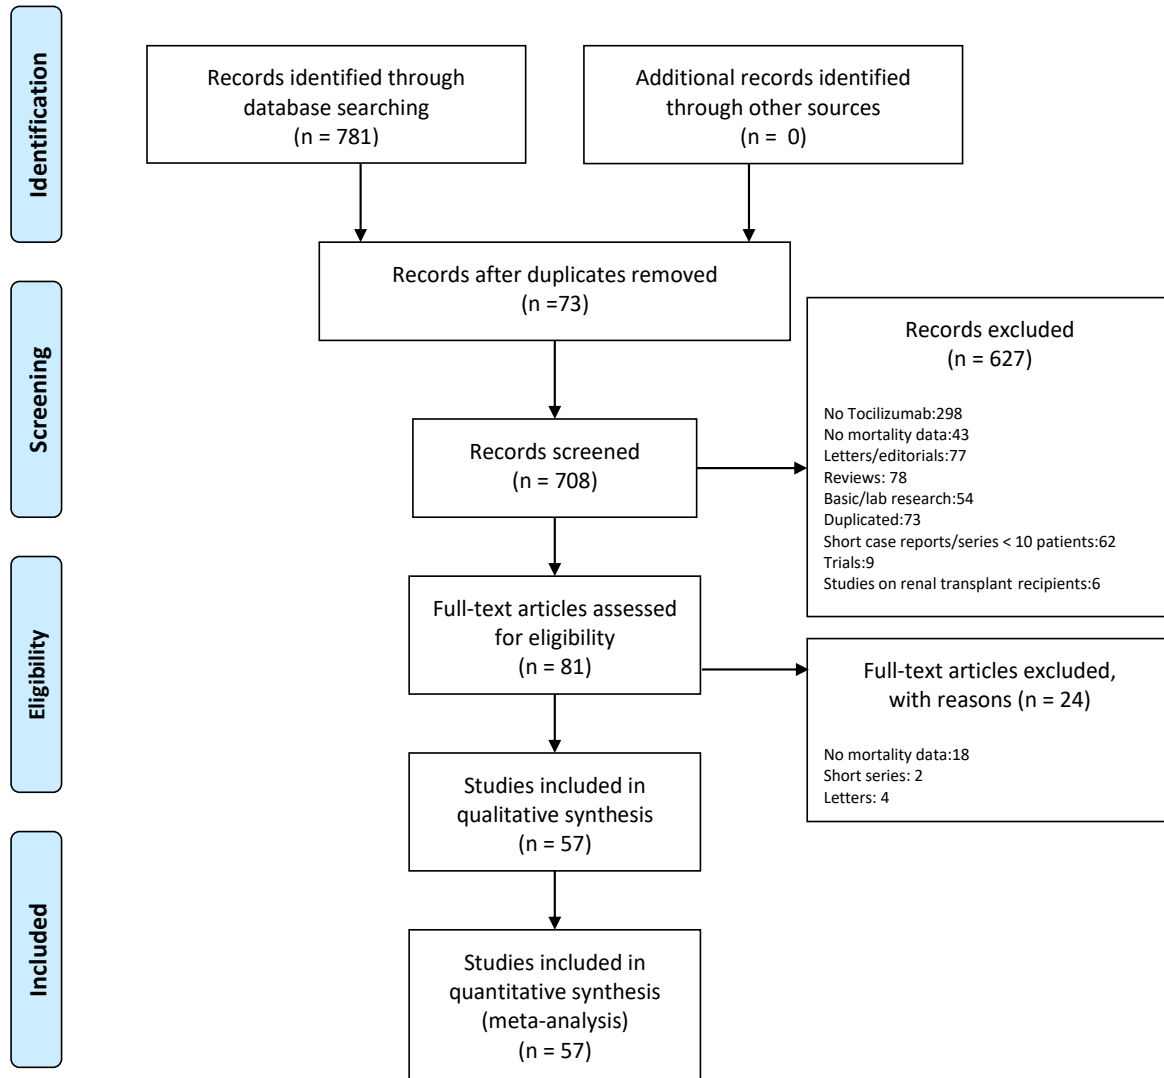 Identification
Records identified through
database searching
(n = 781)
Additional records identified
through other sources
(n =  0)
Records after duplicates removed
(n =73)
Screening
Records screened
(n = 708)
Records excluded
(n = 627)
No Tocilizumab:298
No mortality data:43
Letters/editorials:77
Reviews: 78
Basic/lab research:54
Duplicated:73
Short case reports/series < 10 patients:62
Trials:9
Studies on renal transplant recipients:6
Eligibility
Full-text articles assessed
for eligibility
(n = 81)
Full-text articles excluded,
with reasons (n = 24)
No mortality data:18
Short series: 2
Letters: 4
Studies included in
qualitative synthesis
(n = 57)
Included
Studies included in
quantitative synthesis
(meta-analysis)
(n = 57)